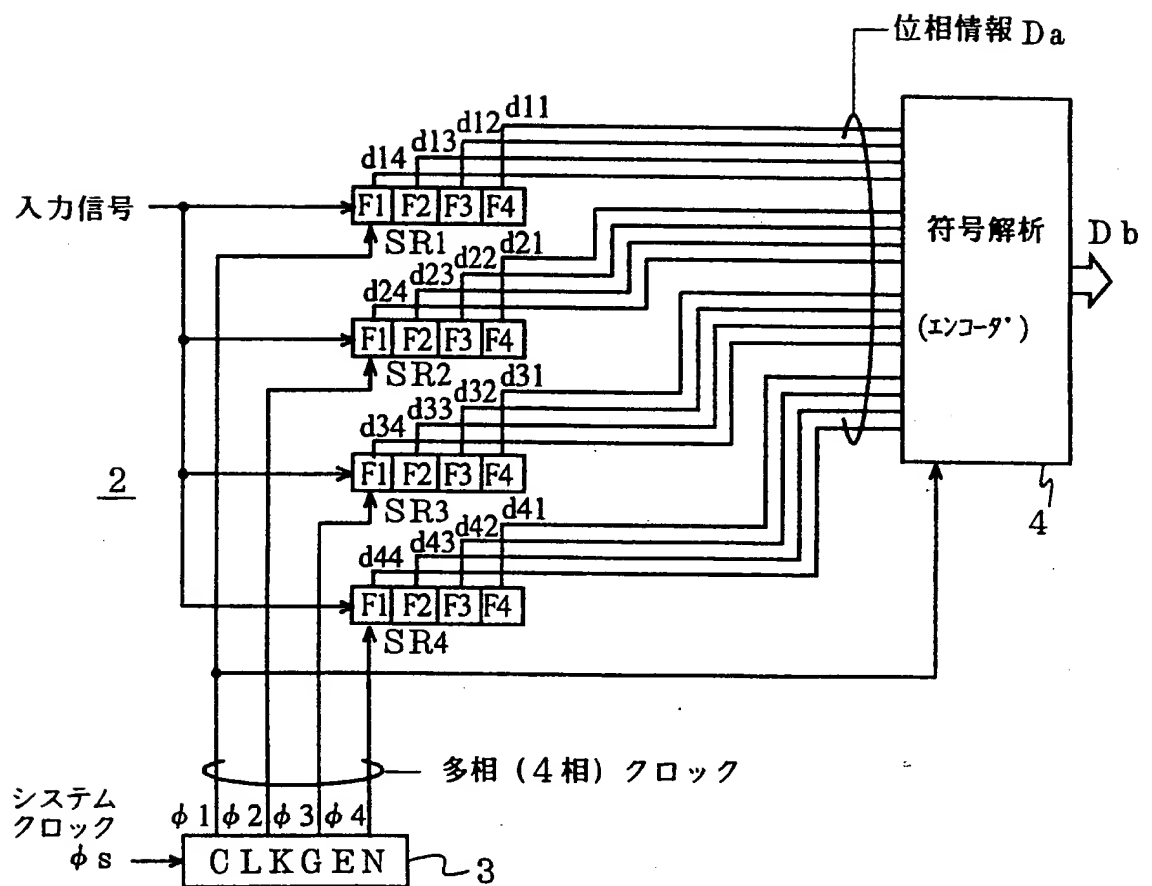 位相情報 Da
d11
d12
d13
d14
入力信号
F1 F2 F3 F4
SR1
d21
d22
d23
d24
F1 F2 F3 F4
SR2
d31
d32
d33
d34
F1 F2 F3 F4
SR3
d41
d42
d43
d44
F1 F2 F3 F4
SR4
符号解析
(エンコーダ)
Db
4
2
多相(4相)クロック
システム
クロック
φs
φ1 φ2 φ3 φ4
CLKGEN
3